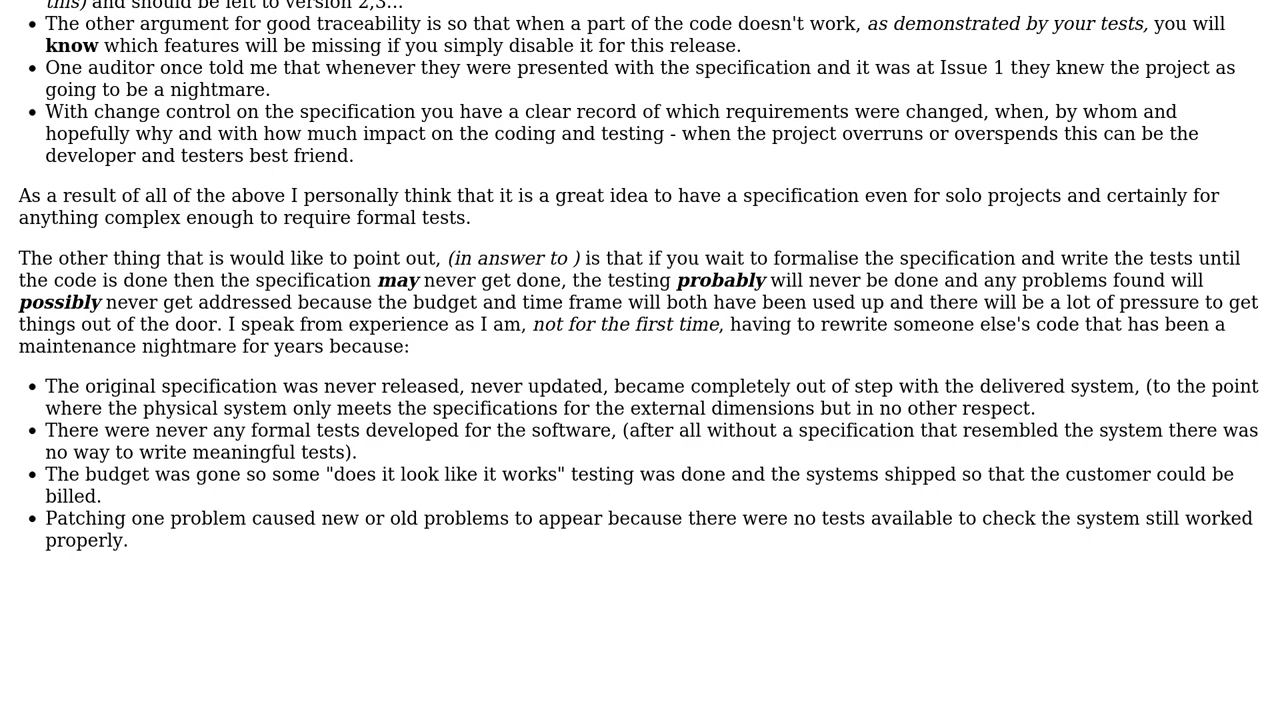 this) and should be left to version 2,3...
The other argument for good traceability is so that when a part of the code doesn't work, as demonstrated by your tests, you will
know which features will be missing if you simply disable it for this release.
One auditor once told me that whenever they were presented with the specification and it was at Issue 1 they knew the project as
going to be a nightmare.
With change control on the specification you have a clear record of which requirements were changed, when, by whom and
hopefully why and with how much impact on the coding and testing - when the project overruns or overspends this can be the
developer and testers best friend.
As a result of all of the above I personally think that it is a great idea to have a specification even for solo projects and certainly for
anything complex enough to require formal tests.
The other thing that is would like to point out, (in answer to ) is that if you wait to formalise the specification and write the tests until
the code is done then the specification may never get done, the testing probably will never be done and any problems found will
possibly never get addressed because the budget and time frame will both have been used up and there will be a lot of pressure to get
things out of the door. I speak from experience as I am, not for the first time, having to rewrite someone else's code that has been a
maintenance nightmare for years because:
The original specification was never released, never updated, became completely out of step with the delivered system, (to the point
where the physical system only meets the specifications for the external dimensions but in no other respect.
There were never any formal tests developed for the software, (after all without a specification that resembled the system there was
no way to write meaningful tests).
The budget was gone so some "does it look like it works" testing was done and the systems shipped so that the customer could be
billed.
Patching one problem caused new or old problems to appear because there were no tests available to check the system still worked
properly.